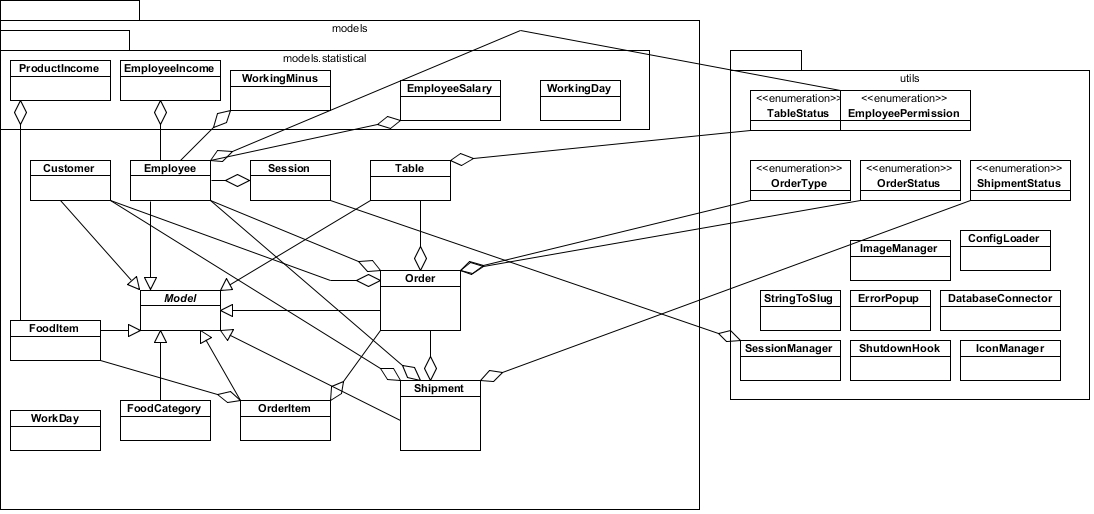 models
models.statistical
utils
ProductIncome
EmployeeIncome
WorkingMinus
EmployeeSalary
WorkingDay
<<enumeration>>
TableStatus
<<enumeration>>
EmployeePermission
Customer
Employee
Session
Table
<<enumeration>>
OrderType
<<enumeration>>
OrderStatus
<<enumeration>>
ShipmentStatus
ImageManager
ConfigLoader
Order
Model
StringToSlug
ErrorPopup
DatabaseConnector
FoodItem
SessionManager
ShutdownHook
IconManager
Shipment
WorkDay
FoodCategory
OrderItem